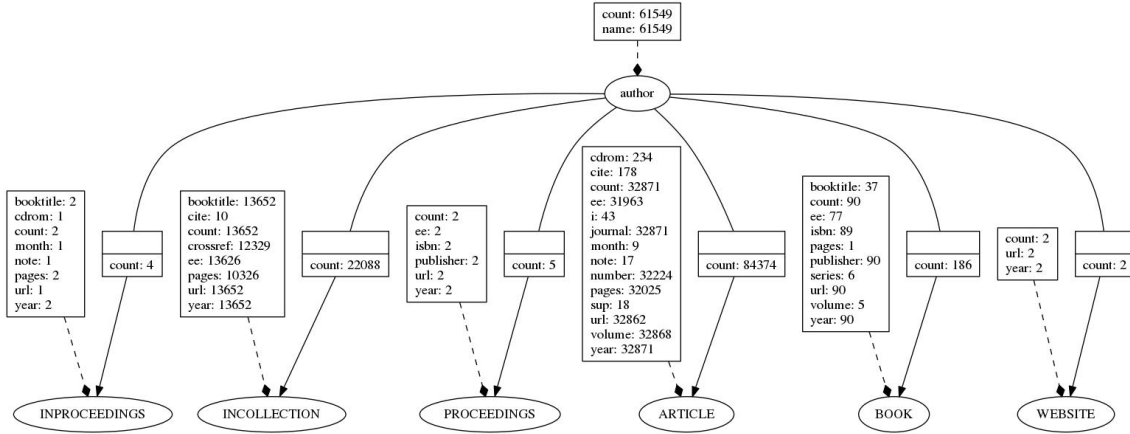 count: 61549
name: 61549
author
booktitle: 2
cdrom: 1
count: 2
month: 1
note: 1
pages: 2
url: 1
year: 2
count: 4
booktitle: 13652
cite: 10
count: 13652
crossref: 12329
ee: 13626
pages: 10326
url: 13652
year: 13652
count: 22088
count: 2
ee: 2
isbn: 2
publisher: 2
url: 2
year: 2
count: 5
cdrom: 234
cite: 178
count: 32871
ee: 31963
i: 43
journal: 32871
month: 9
note: 17
number: 32224
pages: 32025
sup: 18
url: 32862
volume: 32868
year: 32871
count: 84374
booktitle: 37
count: 90
ee: 77
isbn: 89
pages: 1
publisher: 90
series: 6
url: 90
volume: 5
year: 90
count: 186
count: 2
url: 2
year: 2
count: 2
INPROCEEDINGS
INCOLLECTION
PROCEEDINGS
ARTICLE
BOOK
WEBSITE